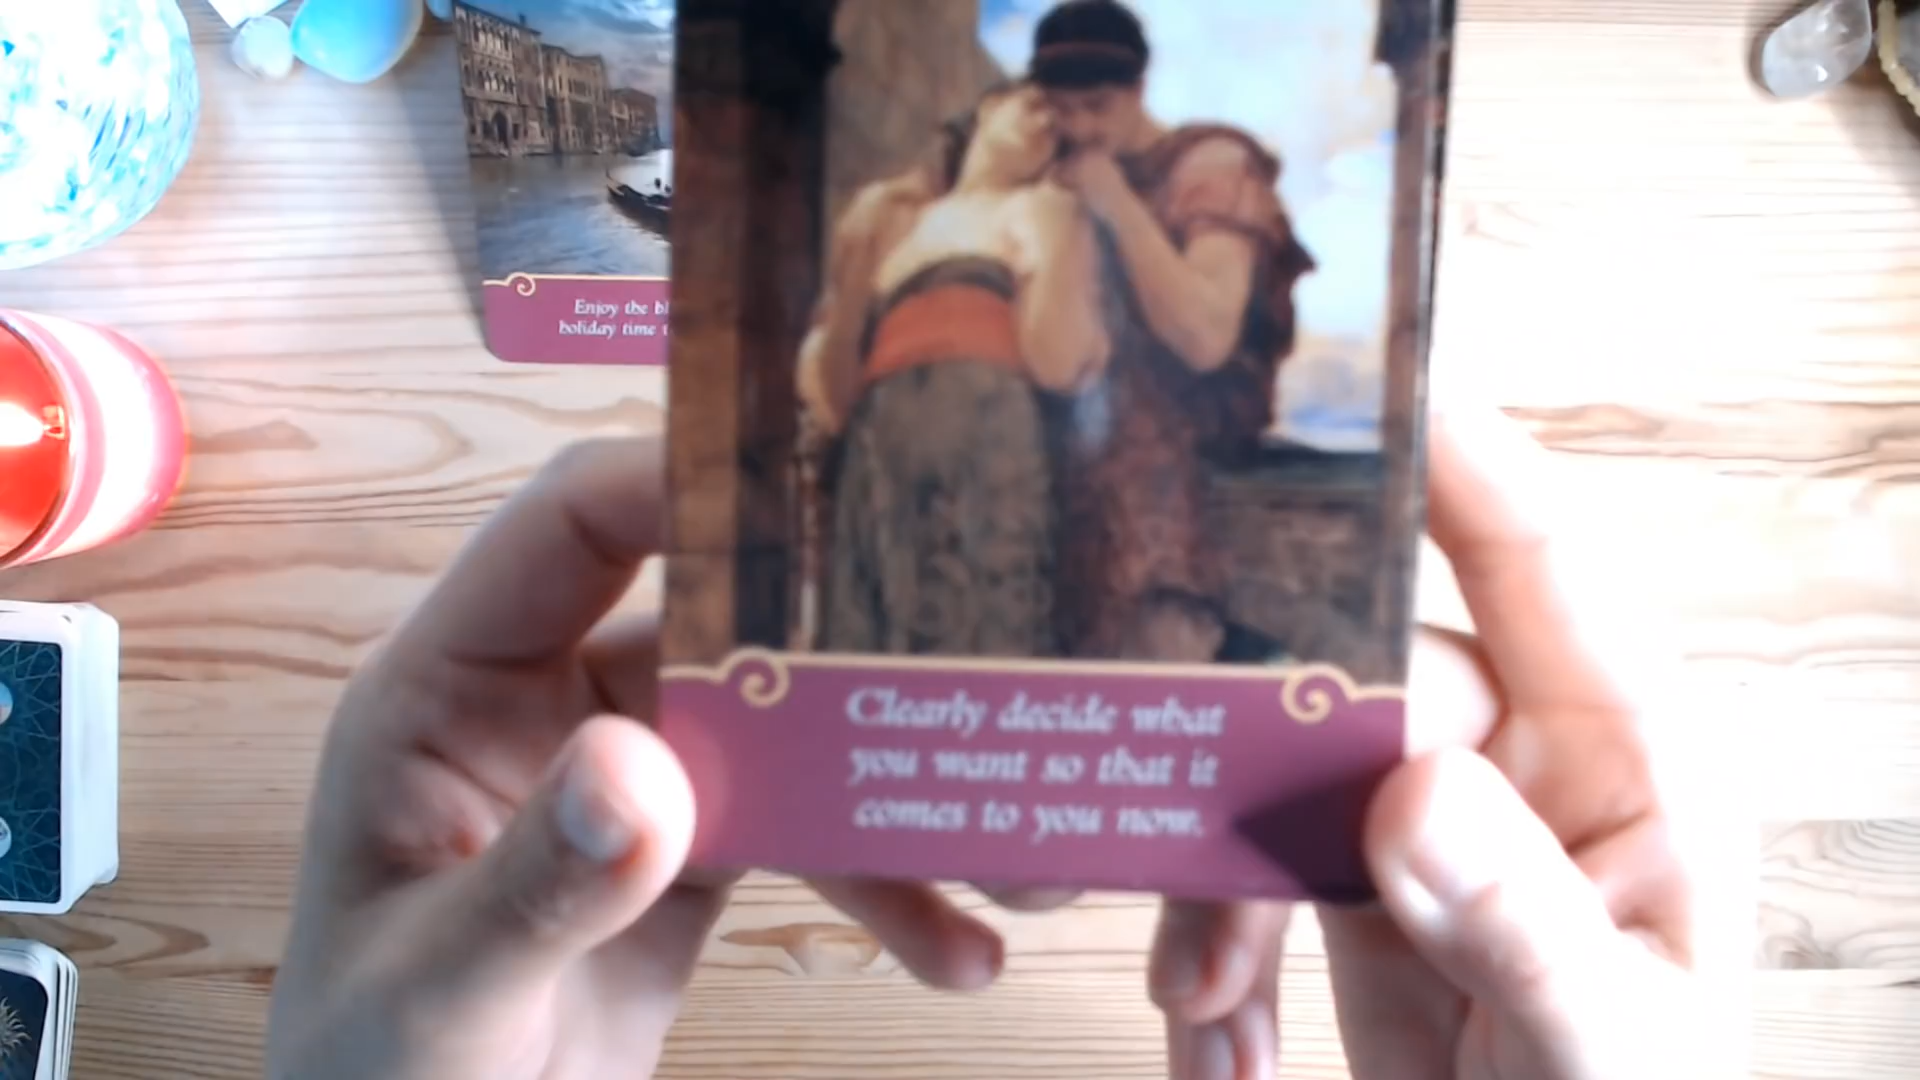 Enjoy the
holiday time
Clearly decide what
you want so that it
comes to you now.